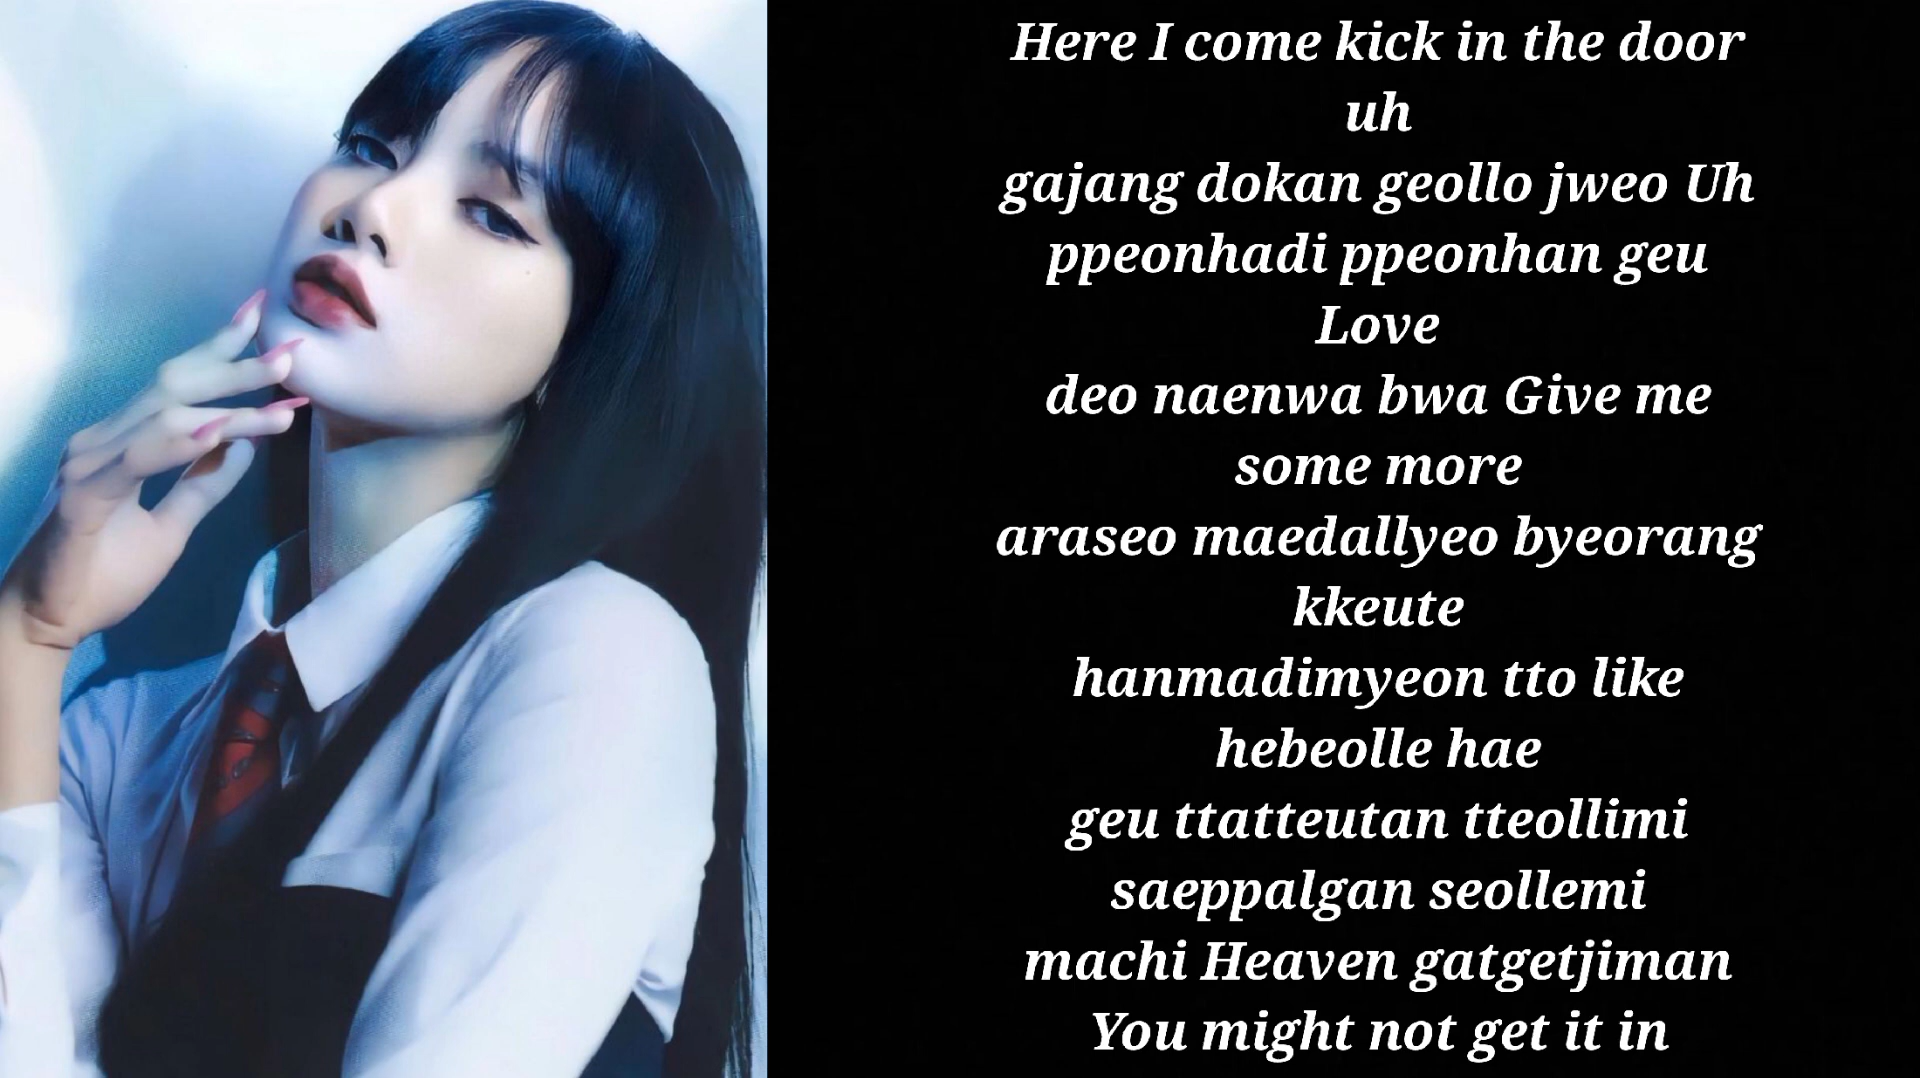 Here I come kick in the door
uh
gajang dokan geollo jweo Uh
ppeonhadi ppeonhan geu
Love
deo naenwa bwa Give me
some more
araseo maedallyeo byeorang
kkeute
hanmadimyeon tto like
hebeolle hae
geu ttatteutan tteollimi
saeppalgan seollemi
machi Heaven gatgetjiman
You might not get it in